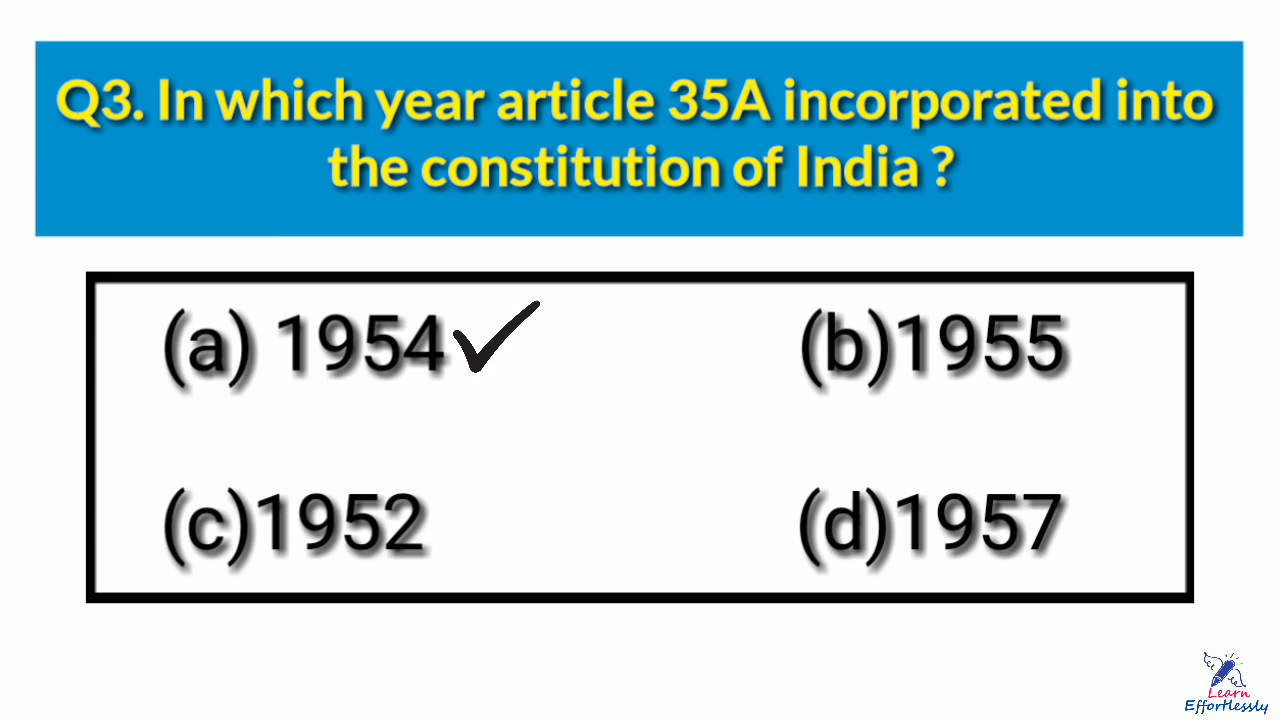 Q3. In which year article 35A incorporated into
the constitution of India ?
(a) 1954 (b)1955
(c)1952 (d)1957
Learn
Effortlessly